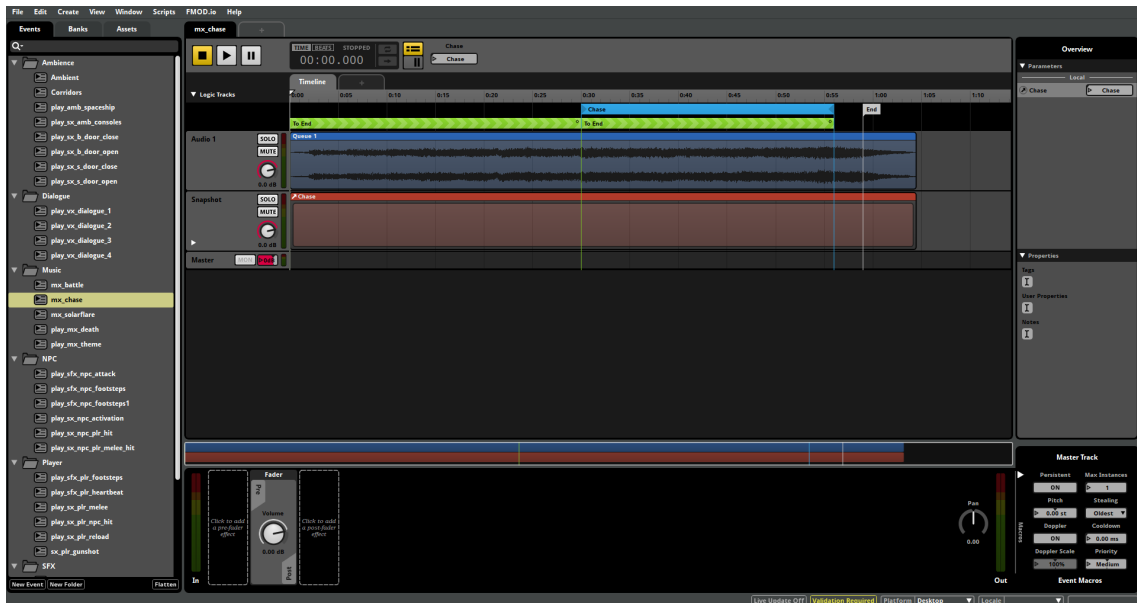 File Edit Create View Window Scripts FMOD.io Help
Events Banks Assets
mx_chase
TIME BEATS STOPPED
00:00.000
Chase
Chase
Overview
Parameters
Local
Chase Chase
Ambience
Ambient
Corridors
play_amb_spaceship
play_sx_amb_consoles
play_sx_b_door_close
play_sx_b_door_open
play_sx_s_door_close
play_sx_s_door_open
Dialogue
play_vx_dialogue_1
play_vx_dialogue_2
play_vx_dialogue_3
play_vx_dialogue_4
Music
mx_battle
mx_chase
mx_solarflare
play_mx_death
play_mx_theme
NPC
play_sfx_npc_attack
play_sfx_npc_footsteps
play_sfx_npc_footsteps1
play_sx_npc_activation
play_sx_npc_plr_hit
play_sx_npc_plr_melee_hit
Player
play_sfx_plr_footsteps
play_sfx_plr_heartbeat
play_sx_plr_melee
play_sx_plr_npc_hit
play_sx_plr_reload
sx_plr_gunshot
SFX
New Event New Folder Flatten
Timeline
Logic Tracks
0:00 0:05 0:10 0:15 0:20 0:25 0:30 0:35 0:40 0:45 0:50 0:55 1:00 1:05 1:10
Chase End
To End To End
Audio 1 SOLO Queue 1
MUTE
0.0 dB
Snapshot SOLO Chase
MUTE
0.0 dB
Master MON
Properties
Tags
User Properties
Notes
Fader
Pre
Click to add a pre-fader effect
Volume
0.00 dB
Post
Click to add a post-fader effect
In
Pan
0.00
Out
Macros
Master Track
Persistent Max Instances
ON 1
Pitch Stealing
0.00 st Oldest
Doppler Cooldown
ON 0.00 ms
Doppler Scale Priority
100% Medium
Event Macros
Live Update Off Validation Required Platform Desktop Locale